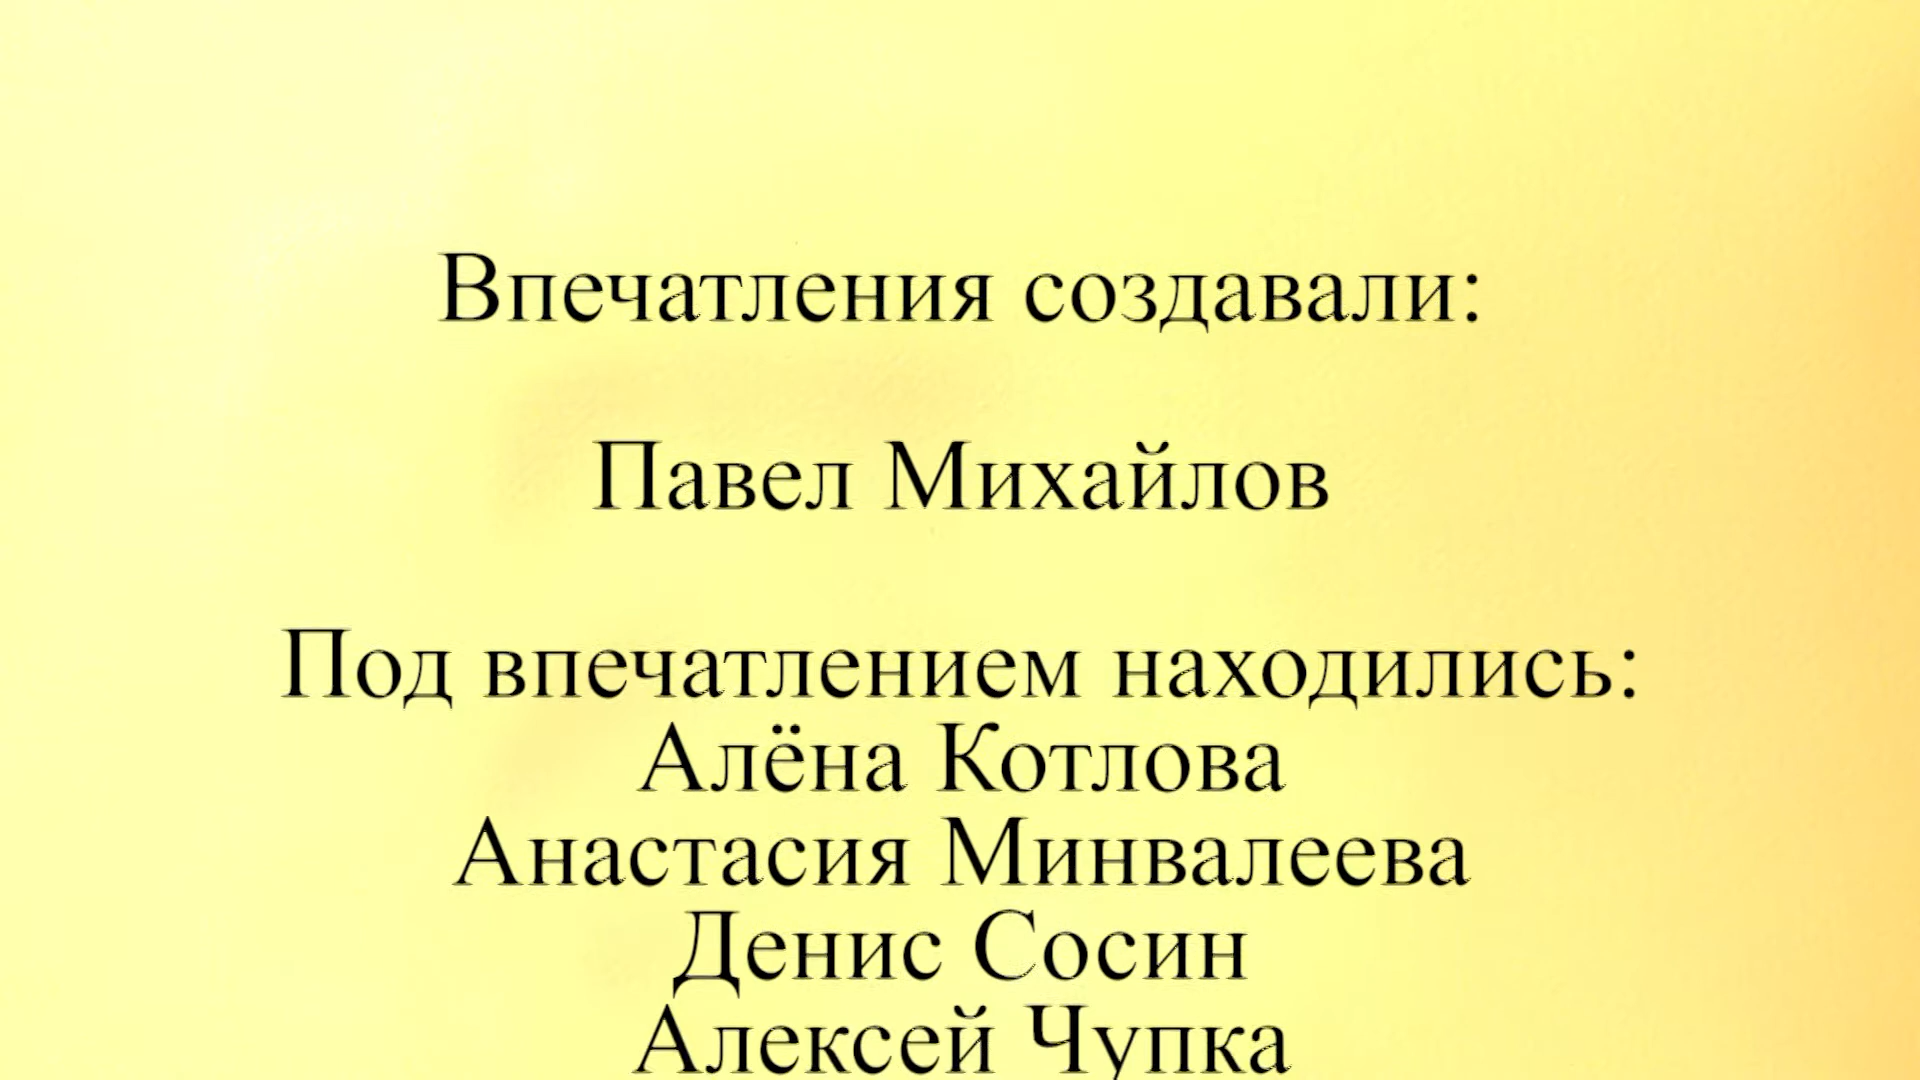 Впечатления создавали:
Павел Михайлов
Под впечатлением находились:
Алёна Котлова
Анастасия Минвалеева
Денис Сосин
Алексей Чупка